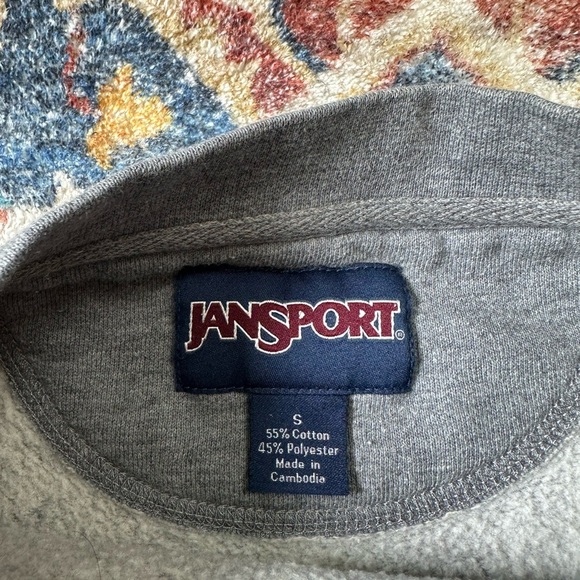 JANSPORT®
S
55% Cotton
45% Polyester
Made in
Cambodia